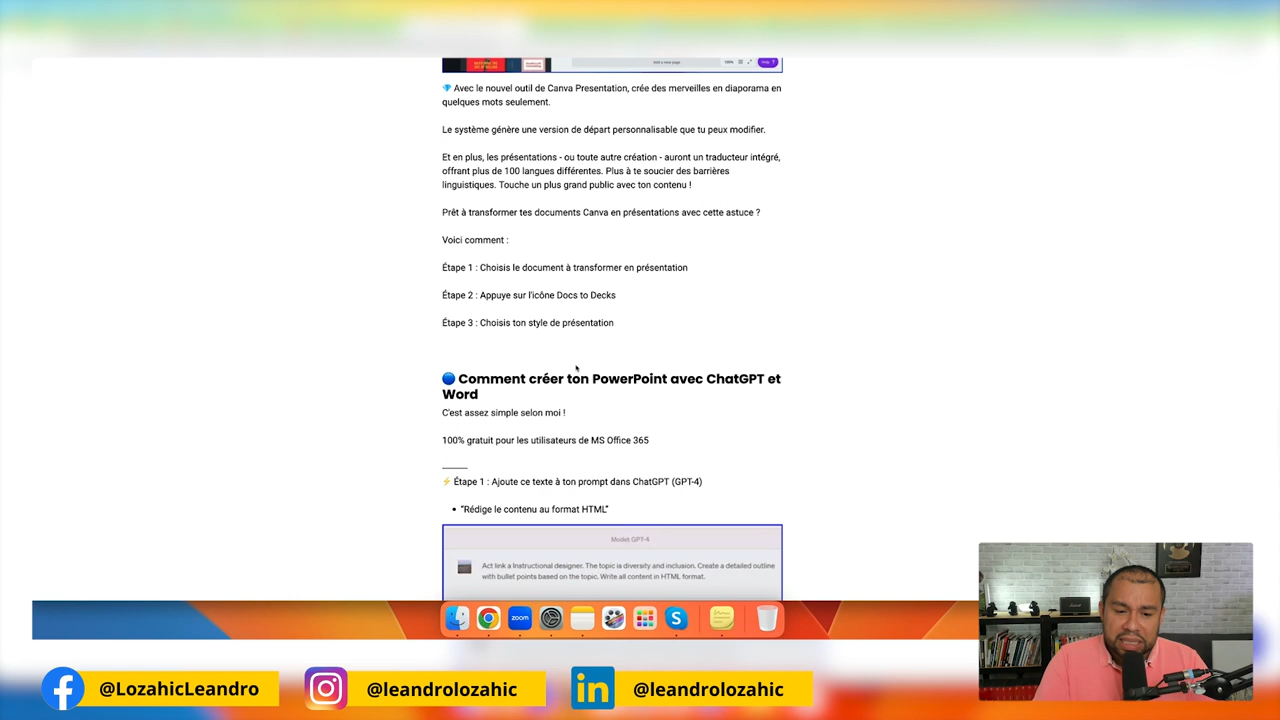 Add a new page
100%
Help ?
💎 Avec le nouvel outil de Canva Presentation, crée des merveilles en diaporama en
quelques mots seulement.
Le système génère une version de départ personnalisable que tu peux modifier.
Et en plus, les présentations - ou toute autre création - auront un traducteur intégré,
offrant plus de 100 langues différentes. Plus à te soucier des barrières
linguistiques. Touche un plus grand public avec ton contenu !
Prêt à transformer tes documents Canva en présentations avec cette astuce ?
Voici comment :
Étape 1 : Choisis le document à transformer en présentation
Étape 2 : Appuye sur l'icône Docs to Decks
Étape 3 : Choisis ton style de présentation
🔵 Comment créer ton PowerPoint avec ChatGPT et
Word
C'est assez simple selon moi !
100% gratuit pour les utilisateurs de MS Office 365
⚡ Étape 1 : Ajoute ce texte à ton prompt dans ChatGPT (GPT-4)
• "Rédige le contenu au format HTML"
Model: GPT-4
Act link a Instructional designer. The topic is diversity and inclusion. Create a detailed outline
with bullet points based on the topic. Write all content in HTML format.
zoom
@LozahicLeandro
@leandrolozahic
in
@leandrolozahic